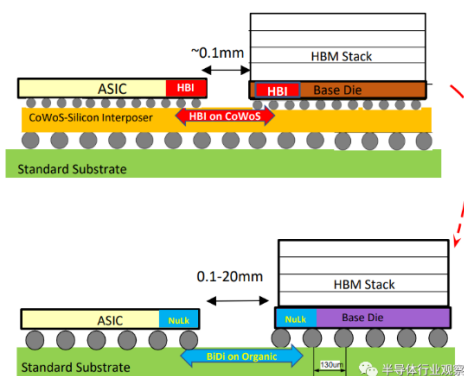 ~0.1mm
HBM Stack
ASIC
HBI
HBI
Base Die
CoWoS-Silicon Interposer
HBI on CoWoS
Standard Substrate
0.1-20mm
HBM Stack
ASIC
NuLk
NuLk
Base Die
BiDi on Organic
130um
Standard Substrate
半导体行业观察